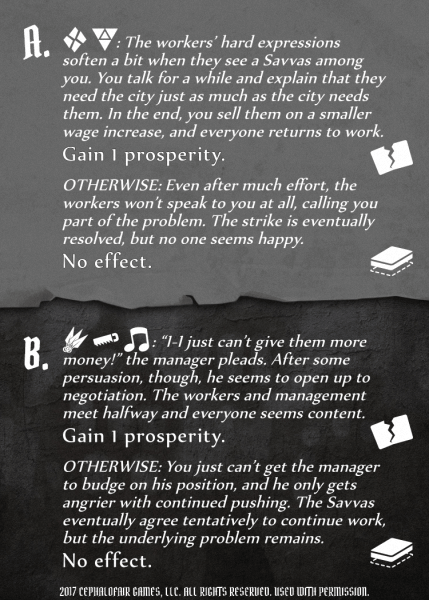 A.
: The workers' hard expressions
soften a bit when they see a Savvas among
you. You talk for a while and explain that they
need the city just as much as the city needs
them. In the end, you sell them on a smaller
wage increase, and everyone returns to work.
Gain 1 prosperity.
OTHERWISE: Even after much effort, the
workers won't speak to you at all, calling you
part of the problem. The strike is eventually
resolved, but no one seems happy.
No effect.
B.
: “I-I just can't give them more
money!” the manager pleads. After some
persuasion, though, he seems to open up to
negotiation. The workers and management
meet halfway and everyone seems content.
Gain 1 prosperity.
OTHERWISE: You just can't get the manager
to budge on his position, and he only gets
angrier with continued pushing. The Savvas
eventually agree tentatively to continue work,
but the underlying problem remains.
No effect.
2017 CEPHALOFAIR GAMES, LLC. ALL RIGHTS RESERVED. USED WITH PERMISSION.